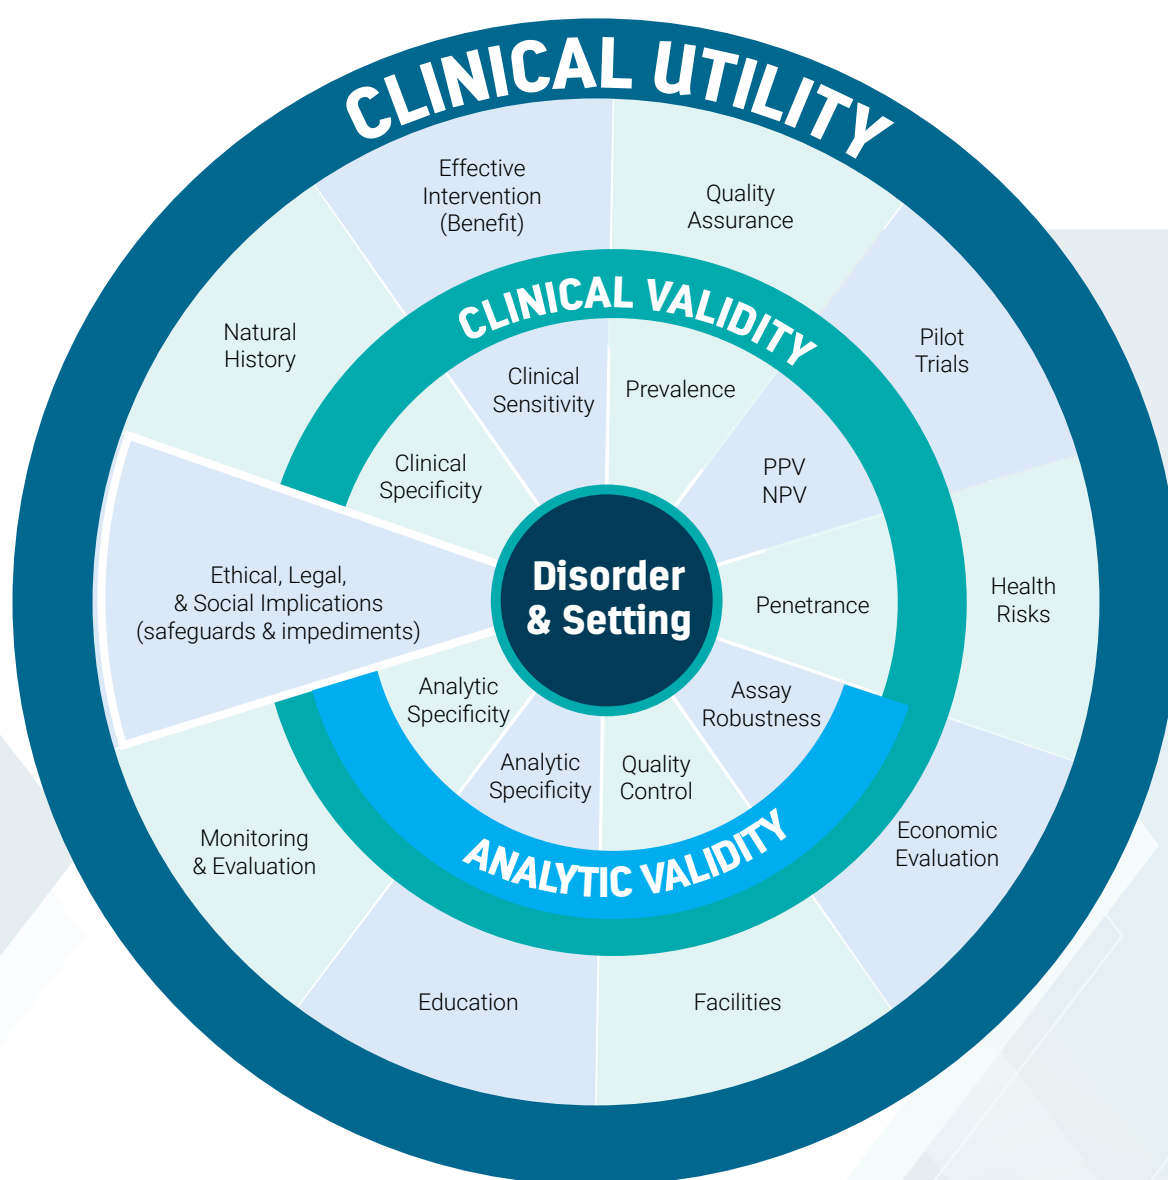 CLINICAL UTILITY
Effective
Intervention
(Benefit)
Quality
Assurance
Natural
History
Pilot
Trials
CLINICAL VALIDITY
Clinical
Sensitivity
Prevalence
Clinical
Specificity
PPV
NPV
Ethical, Legal,
& Social Implications
(safeguards & impediments)
Disorder
& Setting
Penetrance
Health
Risks
Analytic
Specificity
Assay
Robustness
Analytic
Specificity
Quality
Control
ANALYTIC VALIDITY
Monitoring
& Evaluation
Economic
Evaluation
Education
Facilities